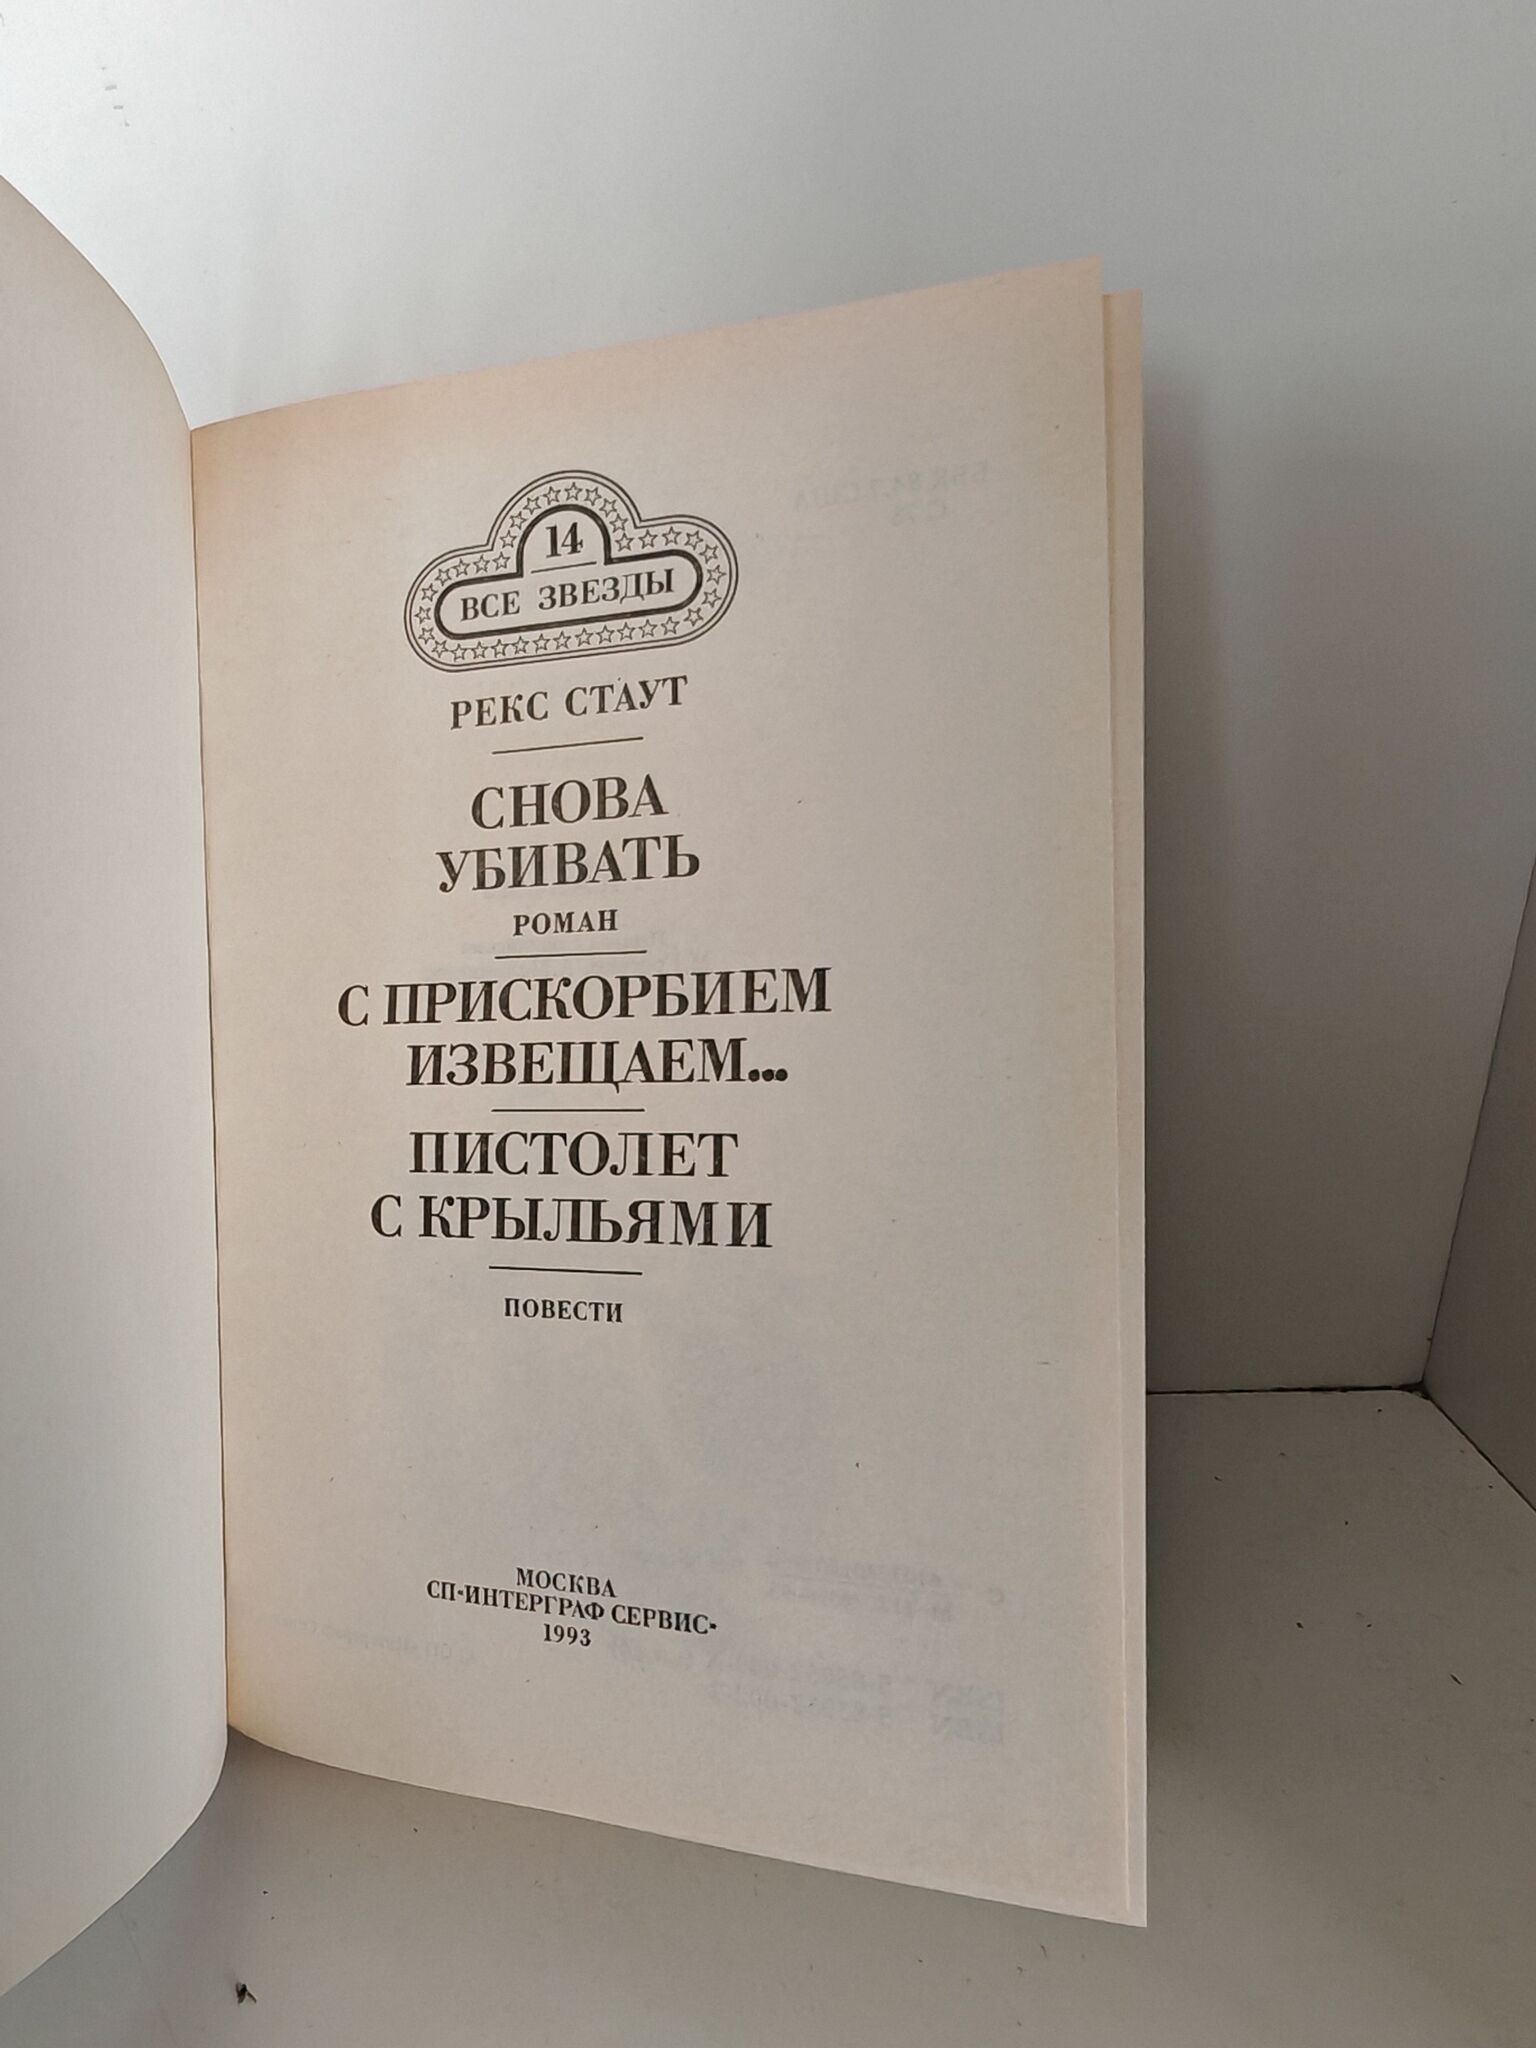 14
ВСЕ ЗВЕЗДЫ
РЕКС СТАУТ
СНОВА
УБИВАТЬ
РОМАН
С ПРИСКОРБИЕМ
ИЗВЕЩАЕМ...
ПИСТОЛЕТ
С КРЫЛЬЯМИ
ПОВЕСТИ
МОСКВА
СП·ИНТЕРГРАФ СЕРВИС·
1993